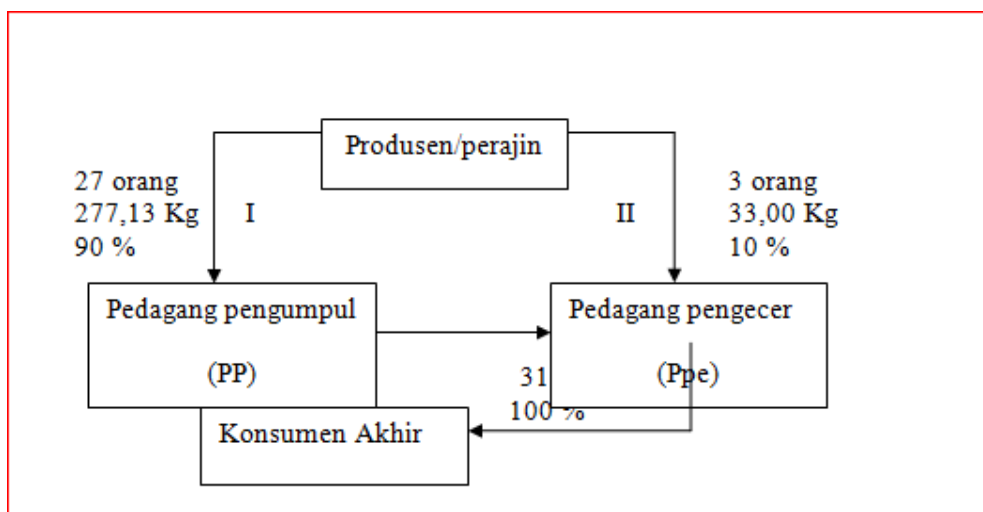 Produsen/perajin
27 orang
277,13 Kg
90 %
I
II
3 orang
33,00 Kg
10 %
Pedagang pengumpul
(PP)
Pedagang pengecer
(Ppe)
31
100 %
Konsumen Akhir